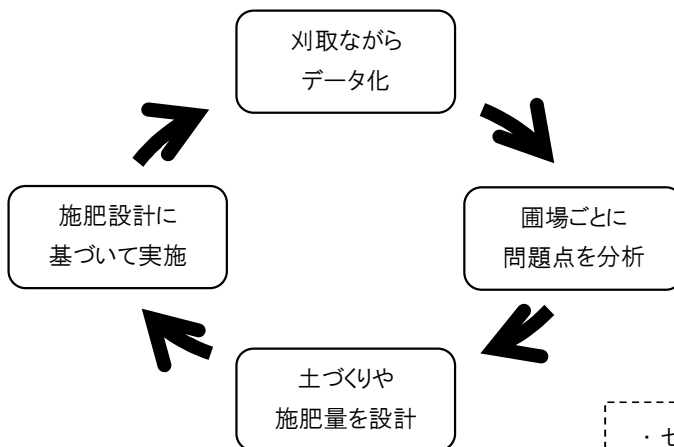 刈取ながら
データ化
圃場ごとに
問題点を分析
土づくりや
施肥量を設計
施肥設計に
基づいて実施